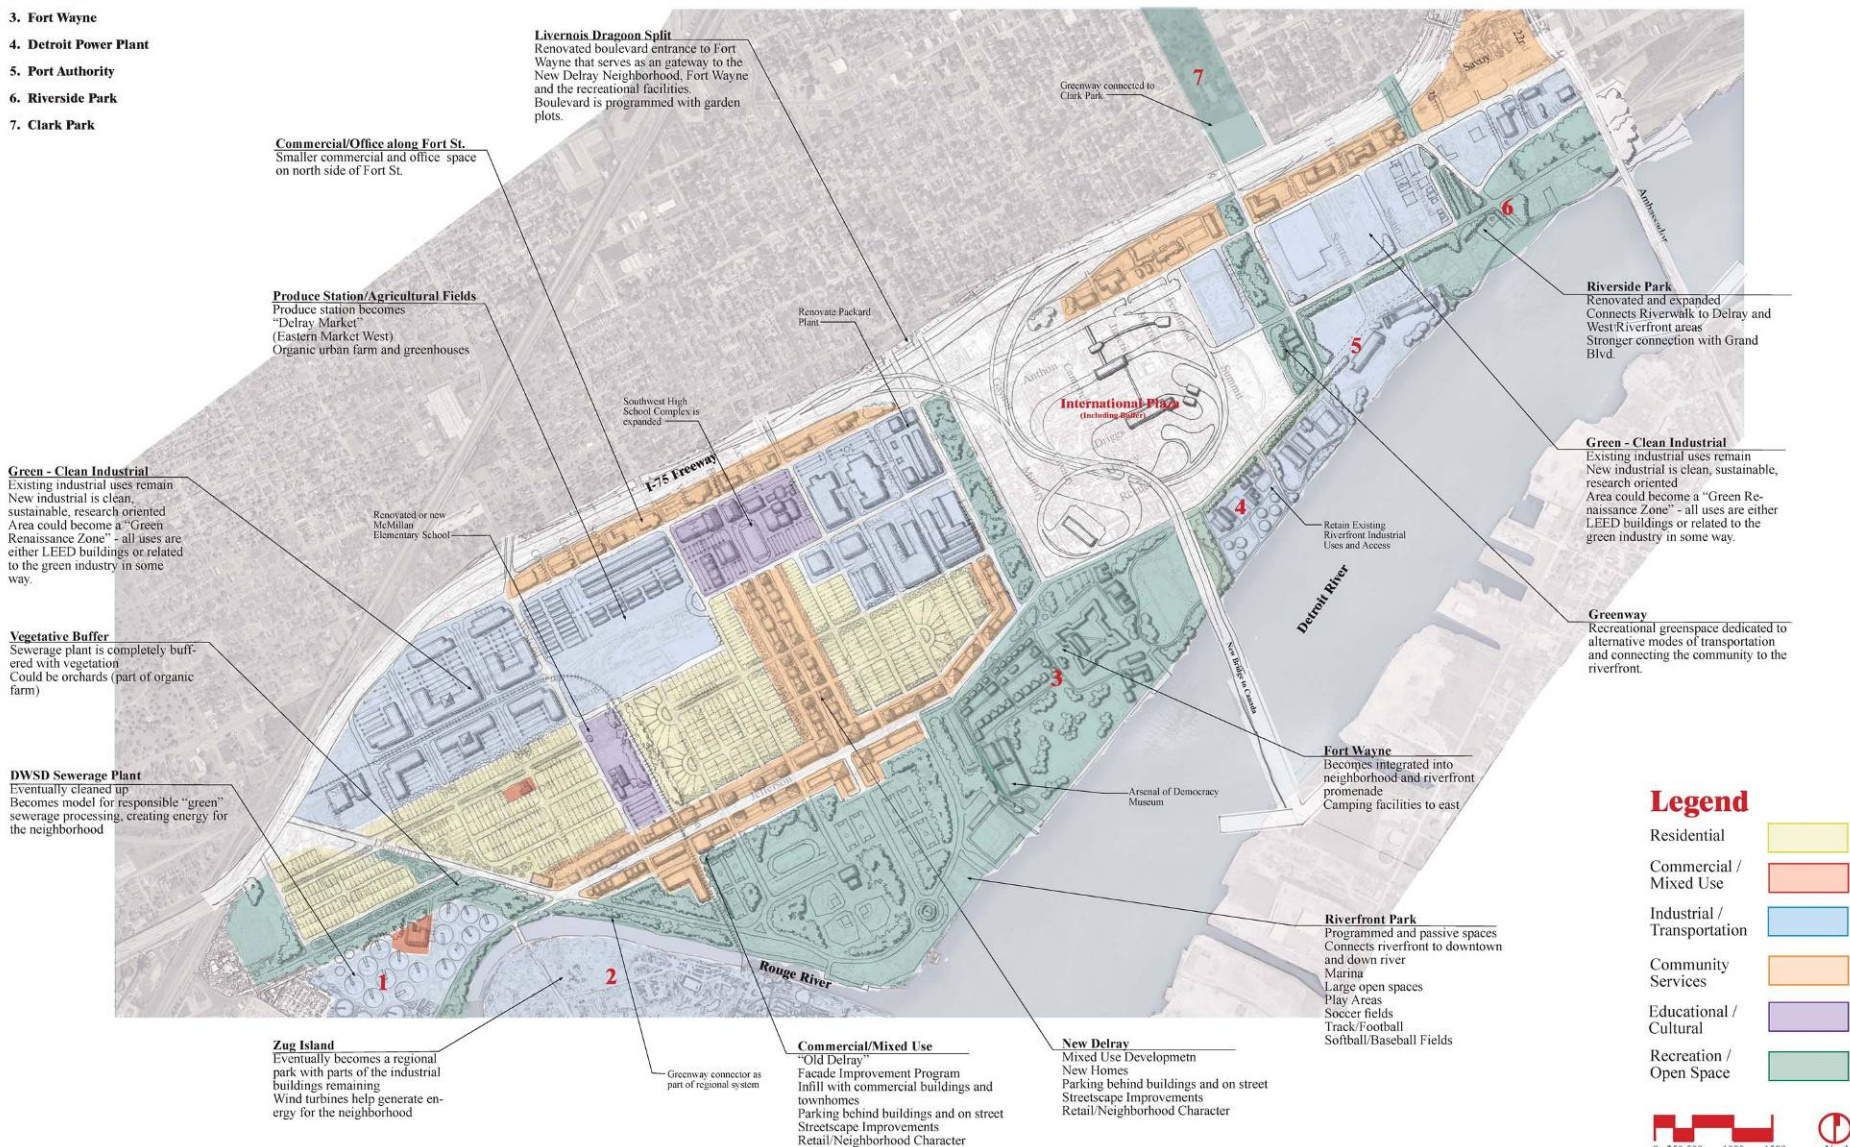 3. Fort Wayne
4. Detroit Power Plant
5. Port Authority
6. Riverside Park
7. Clark Park
Livernois Dragoon Split
Renovated boulevard entrance to Fort
Wayne that serves as an gateway to the
New Delray Neighborhood, Fort Wayne
and the recreational facilities.
Boulevard is programmed with garden
plots.
Commercial/Office along Fort St.
Smaller commercial and office space
on north side of Fort St.
Produce Station/Agricultural Fields
Produce station becomes
“Delray Market”
(Eastern Market West)
Organic urban farm and greenhouses
Green - Clean Industrial
Existing industrial uses remain
New industrial is clean,
sustainable, research oriented
Area could become a “Green
Renaissance Zone” - all uses are
either LEED buildings or related
to the green industry in some
way.
Vegetative Buffer
Sewerage plant is completely buff-
ered with vegetation
Could be orchards (part of organic
farm)
DWSD Sewerage Plant
Eventually cleaned up
Becomes model for responsible “green”
sewerage processing, creating energy for
the neighborhood
Zug Island
Eventually becomes a regional
park with parts of the industrial
buildings remaining
Wind turbines help generate en-
ergy for the neighborhood
Greenway connector as
part of regional system
Commercial/Mixed Use
“Old Delray”
Facade Improvement Program
Infill with commercial buildings and
townhomes
Parking behind buildings and on street
Streetscape Improvements
Retail/Neighborhood Character
New Delray
Mixed Use Developmetn
New Homes
Parking behind buildings and on street
Streetscape Improvements
Retail/Neighborhood Character
Riverfront Park
Programmed and passive spaces
Connects riverfront to downtown
and down river
Marina
Large open spaces
Play Areas
Soccer fields
Track/Football
Softball/Baseball Fields
Fort Wayne
Becomes integrated into
neighborhood and riverfront
promenade
Camping facilities to east
Greenway
Recreational greenspace dedicated to
alternative modes of transportation
and connecting the community to the
riverfront.
Green - Clean Industrial
Existing industrial uses remain
New industrial is clean, sustainable,
research oriented
Area could become a “Green Re-
naissance Zone” - all uses are either
LEED buildings or related to the
green industry in some way.
Riverside Park
Renovated and expanded
Connects Riverwalk to Delray and
West Riverfront areas
Stronger connection with Grand
Blvd.
Greenway connected to
Clark Park
Renovate Packard
Plant
Southwest High
School Complex is
expanded
Renovated or new
McMillan
Elementary School
Retain Existing
Riverfront Industrial
Uses and Access
Arsenal of Democracy
Museum
I-75 Freeway
International Plaza
(Including Buffer)
Detroit River
Rouge River
New Bridge to Canada
Ambassador
Jefferson
Savoy
22nd
Anthon
Driggs
Summit
Scotten
1
2
3
4
5
6
7
Legend
Residential
Commercial /
Mixed Use
Industrial /
Transportation
Community
Services
Educational /
Cultural
Recreation /
Open Space